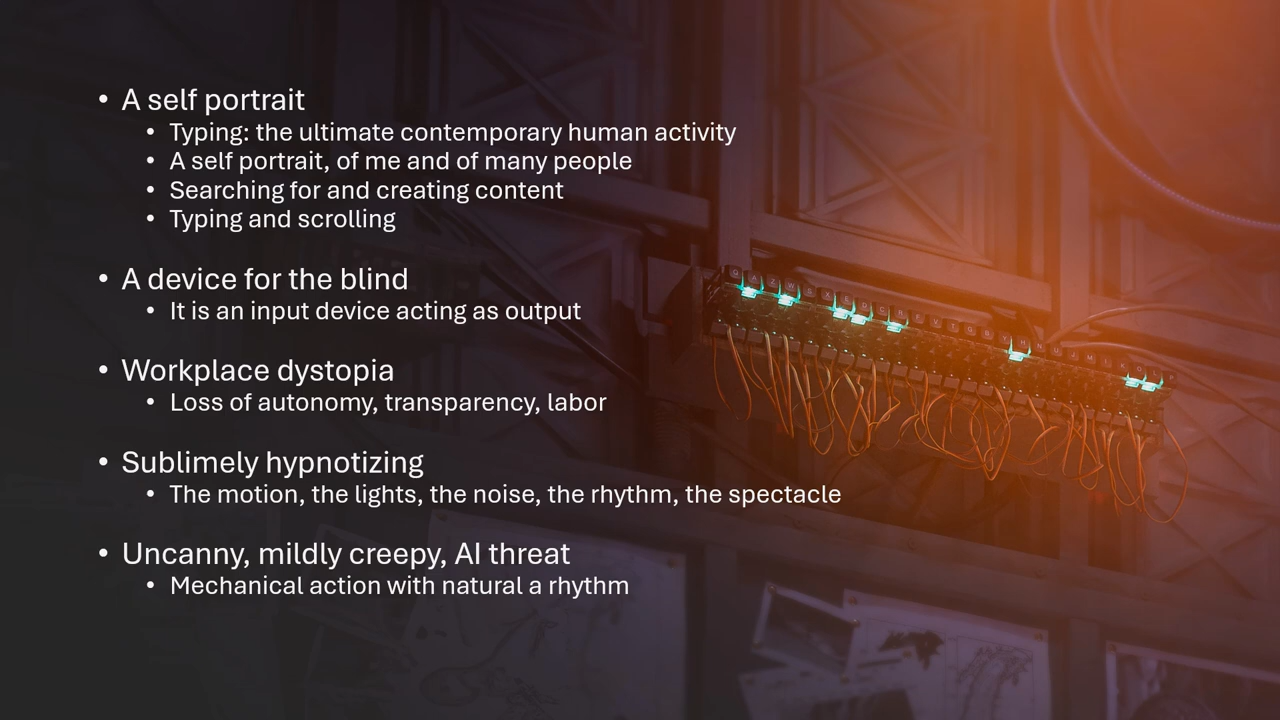 • A self portrait
• Typing: the ultimate contemporary human activity
• A self portrait, of me and of many people
• Searching for and creating content
• Typing and scrolling
• A device for the blind
• It is an input device acting as output
• Workplace dystopia
• Loss of autonomy, transparency, labor
• Sublimely hypnotizing
• The motion, the lights, the noise, the rhythm, the spectacle
• Uncanny, mildly creepy, AI threat
• Mechanical action with natural a rhythm